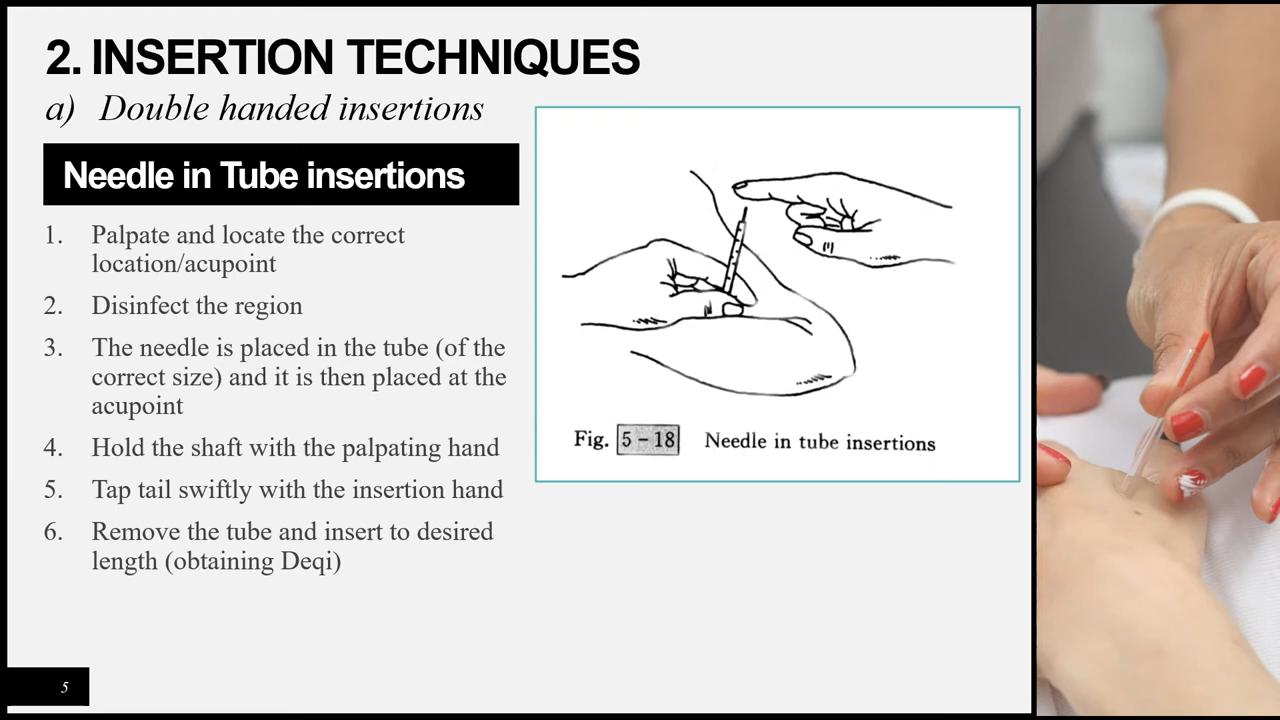 2. INSERTION TECHNIQUES
a) Double handed insertions
Needle in Tube insertions
1. Palpate and locate the correct
location/acupoint
2. Disinfect the region
3. The needle is placed in the tube (of the
correct size) and it is then placed at the
acupoint
4. Hold the shaft with the palpating hand
5. Tap tail swiftly with the insertion hand
6. Remove the tube and insert to desired
length (obtaining Deqi)
Fig. 5-18 Needle in tube insertions
5